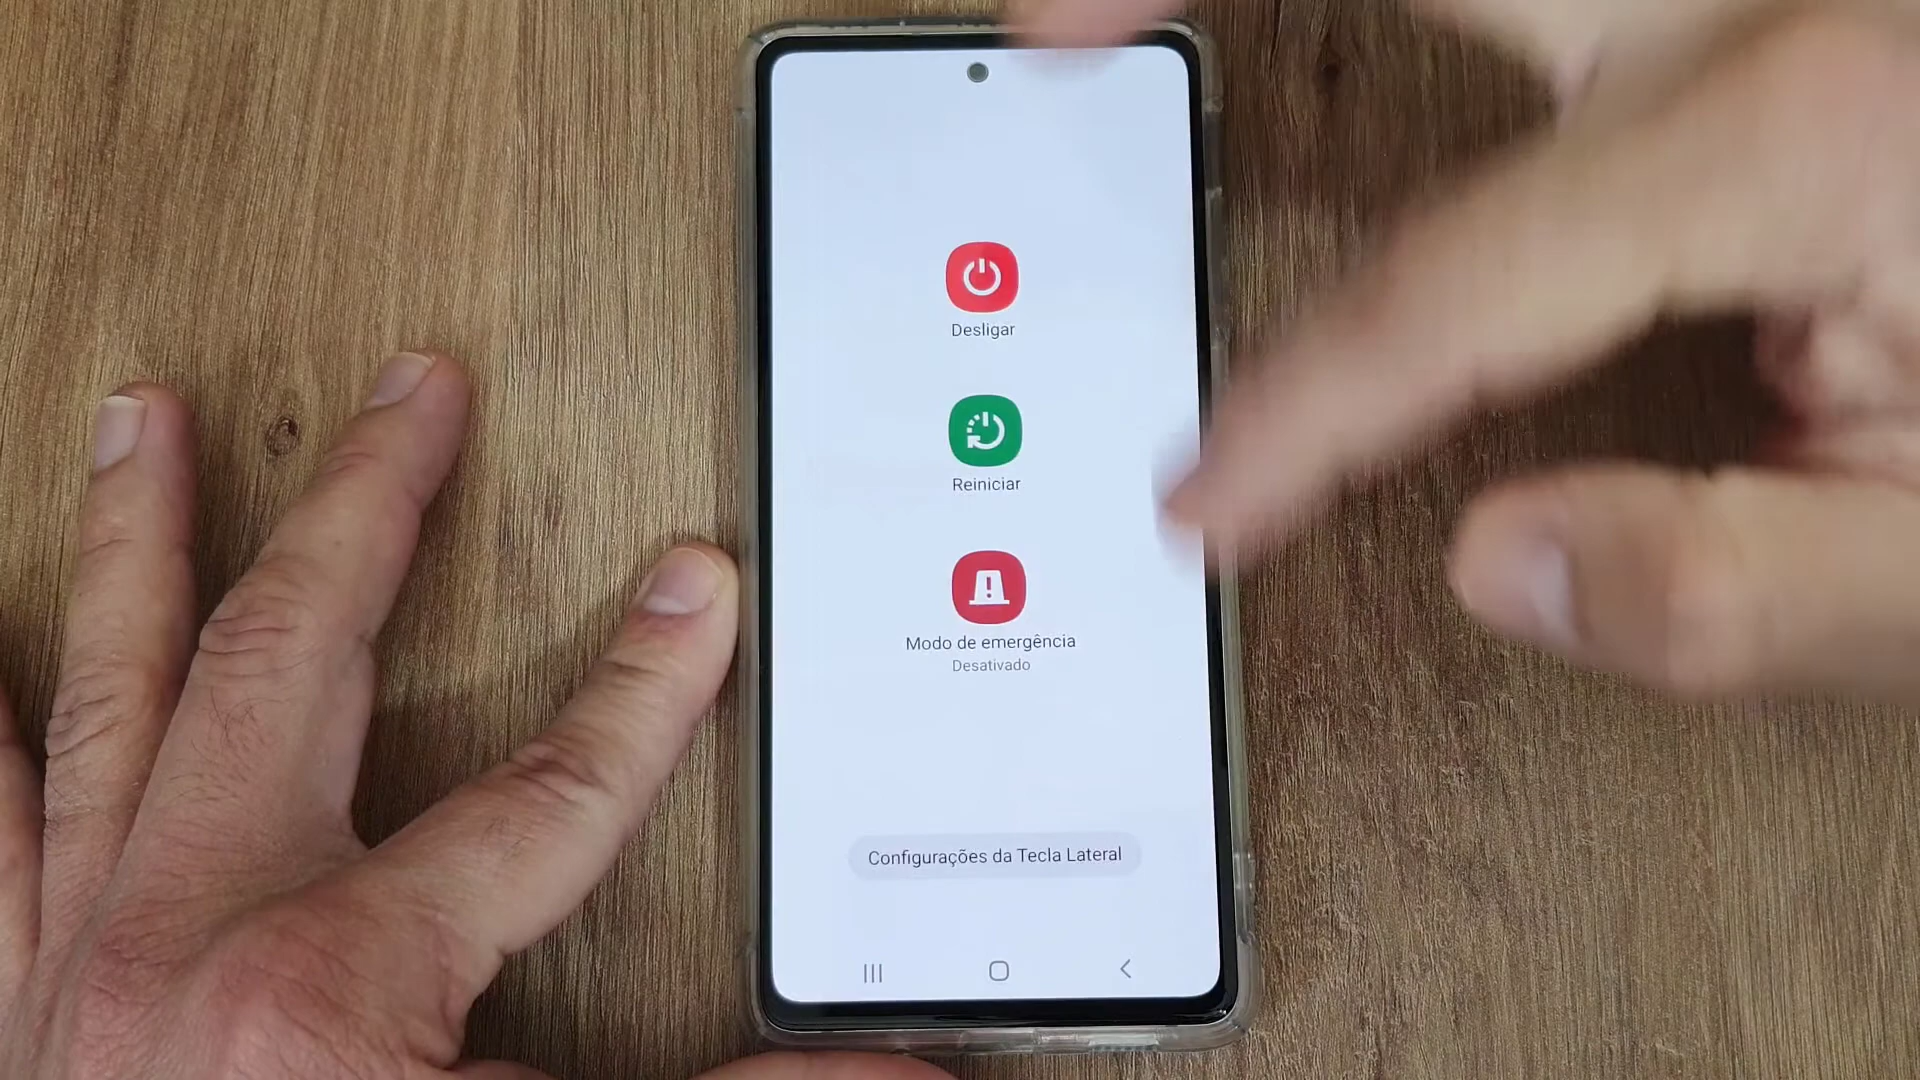 Desligar
Reiniciar
Modo de emergência
Desativado
Configurações da Tecla Lateral